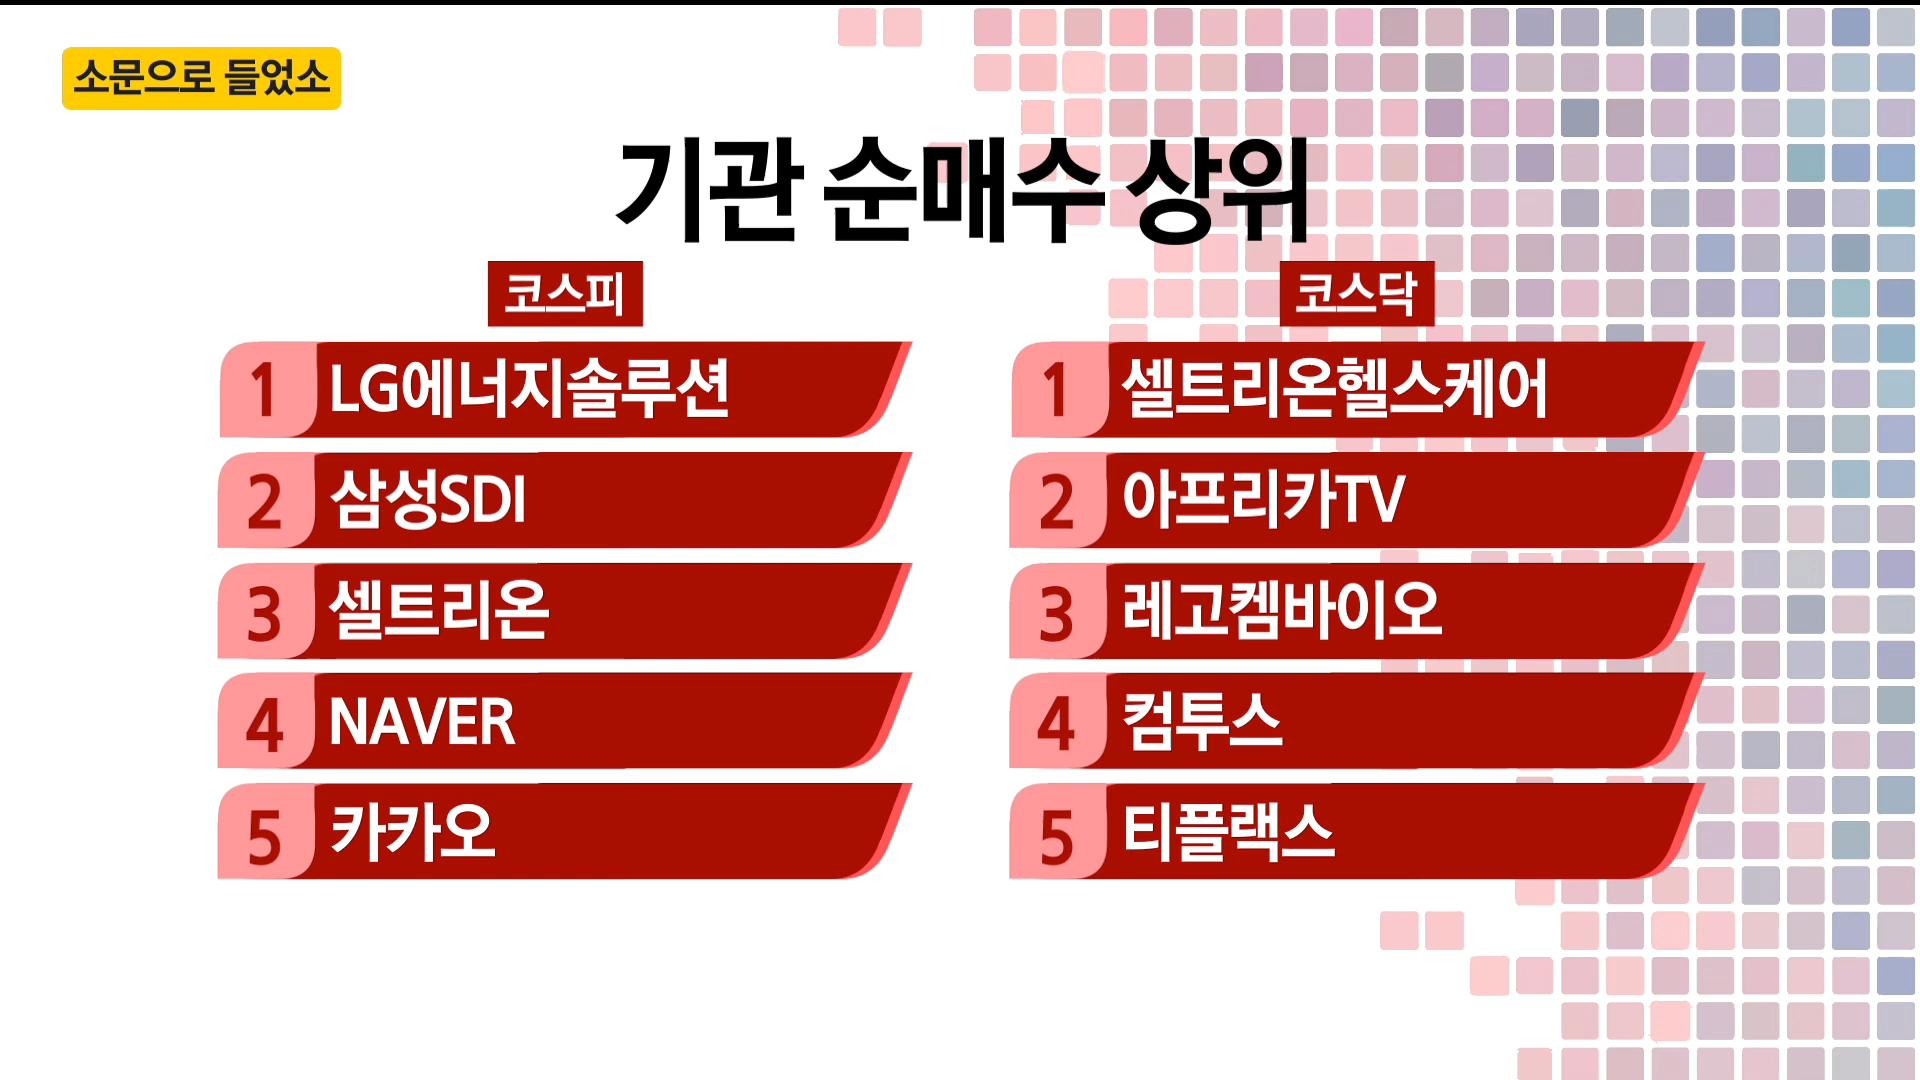 소문으로 들었소
기관 순매수 상위
코스피
1 LG에너지솔루션
2 삼성SDI
3 셀트리온
4 NAVER
5 카카오
코스닥
1 셀트리온헬스케어
2 아프리카TV
3 레고켐바이오
4 컴투스
5 티플랙스